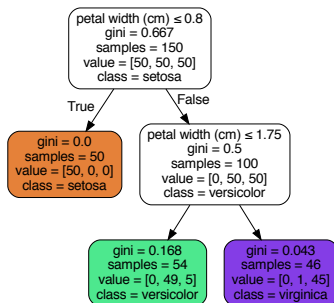 petal width (cm) ≤ 0.8
gini = 0.667
samples = 150
value = [50, 50, 50]
class = setosa
True
False
gini = 0.0
samples = 50
value = [50, 0, 0]
class = setosa
petal width (cm) ≤ 1.75
gini = 0.5
samples = 100
value = [0, 50, 50]
class = versicolor
gini = 0.168
samples = 54
value = [0, 49, 5]
class = versicolor
gini = 0.043
samples = 46
value = [0, 1, 45]
class = virginica